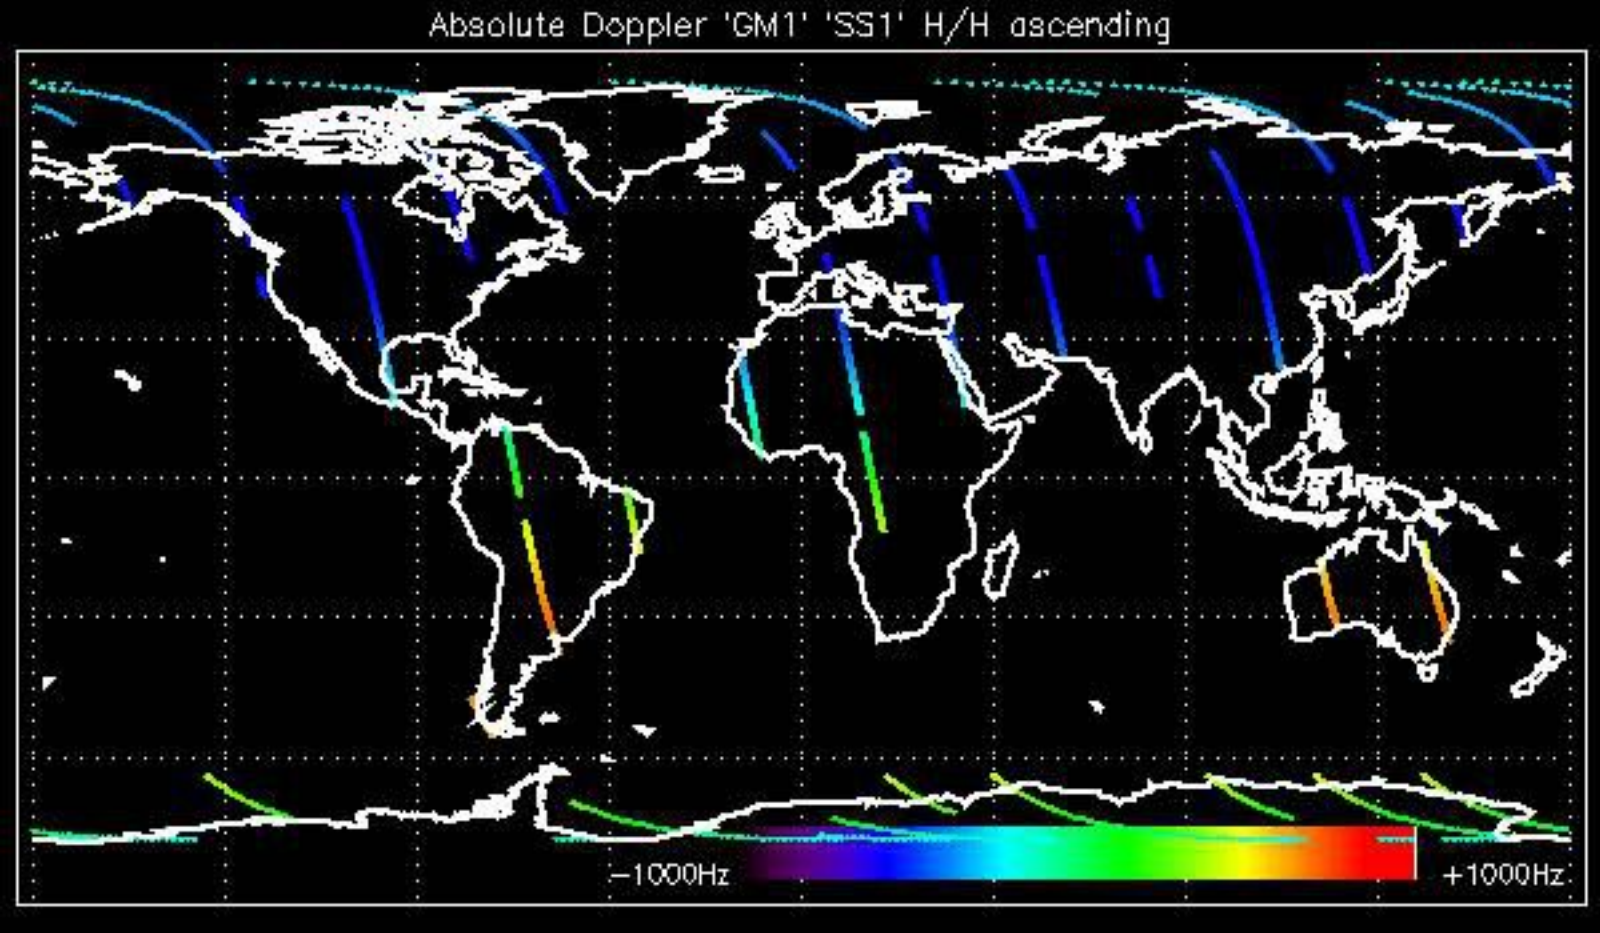 Absolute Doppler 'GM1' 'SS1' H/H ascending
−1000Hz
+1000Hz